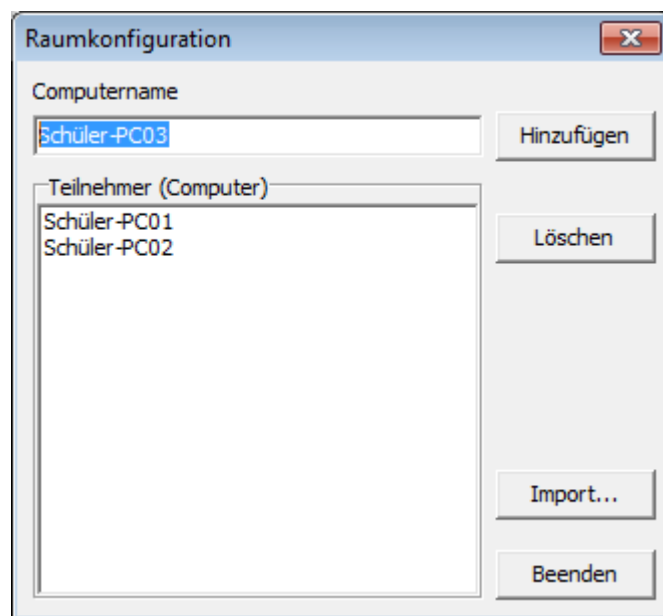 Raumkonfiguration
Computername
Schüler-PC03
Hinzufügen
Teilnehmer (Computer)
Schüler-PC01
Schüler-PC02
Löschen
Import...
Beenden